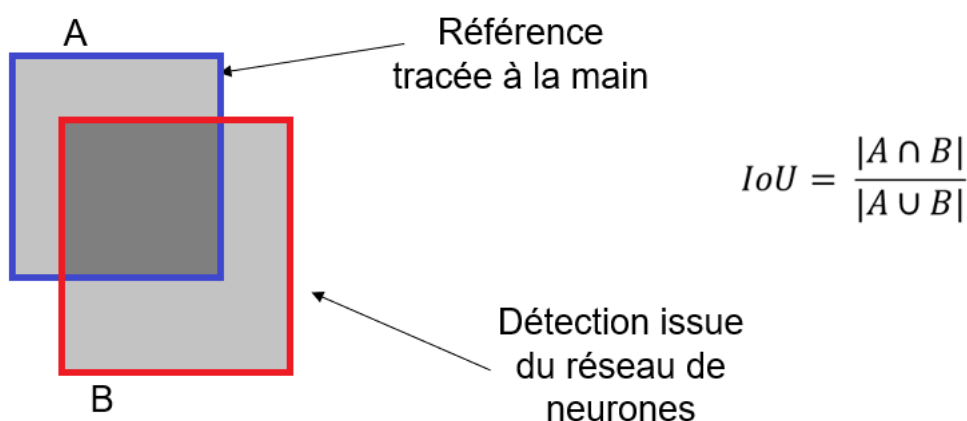 A
Référence
tracée à la main
IoU = |A ∩ B| / |A ∪ B|
Détection issue
du réseau de
neurones
B